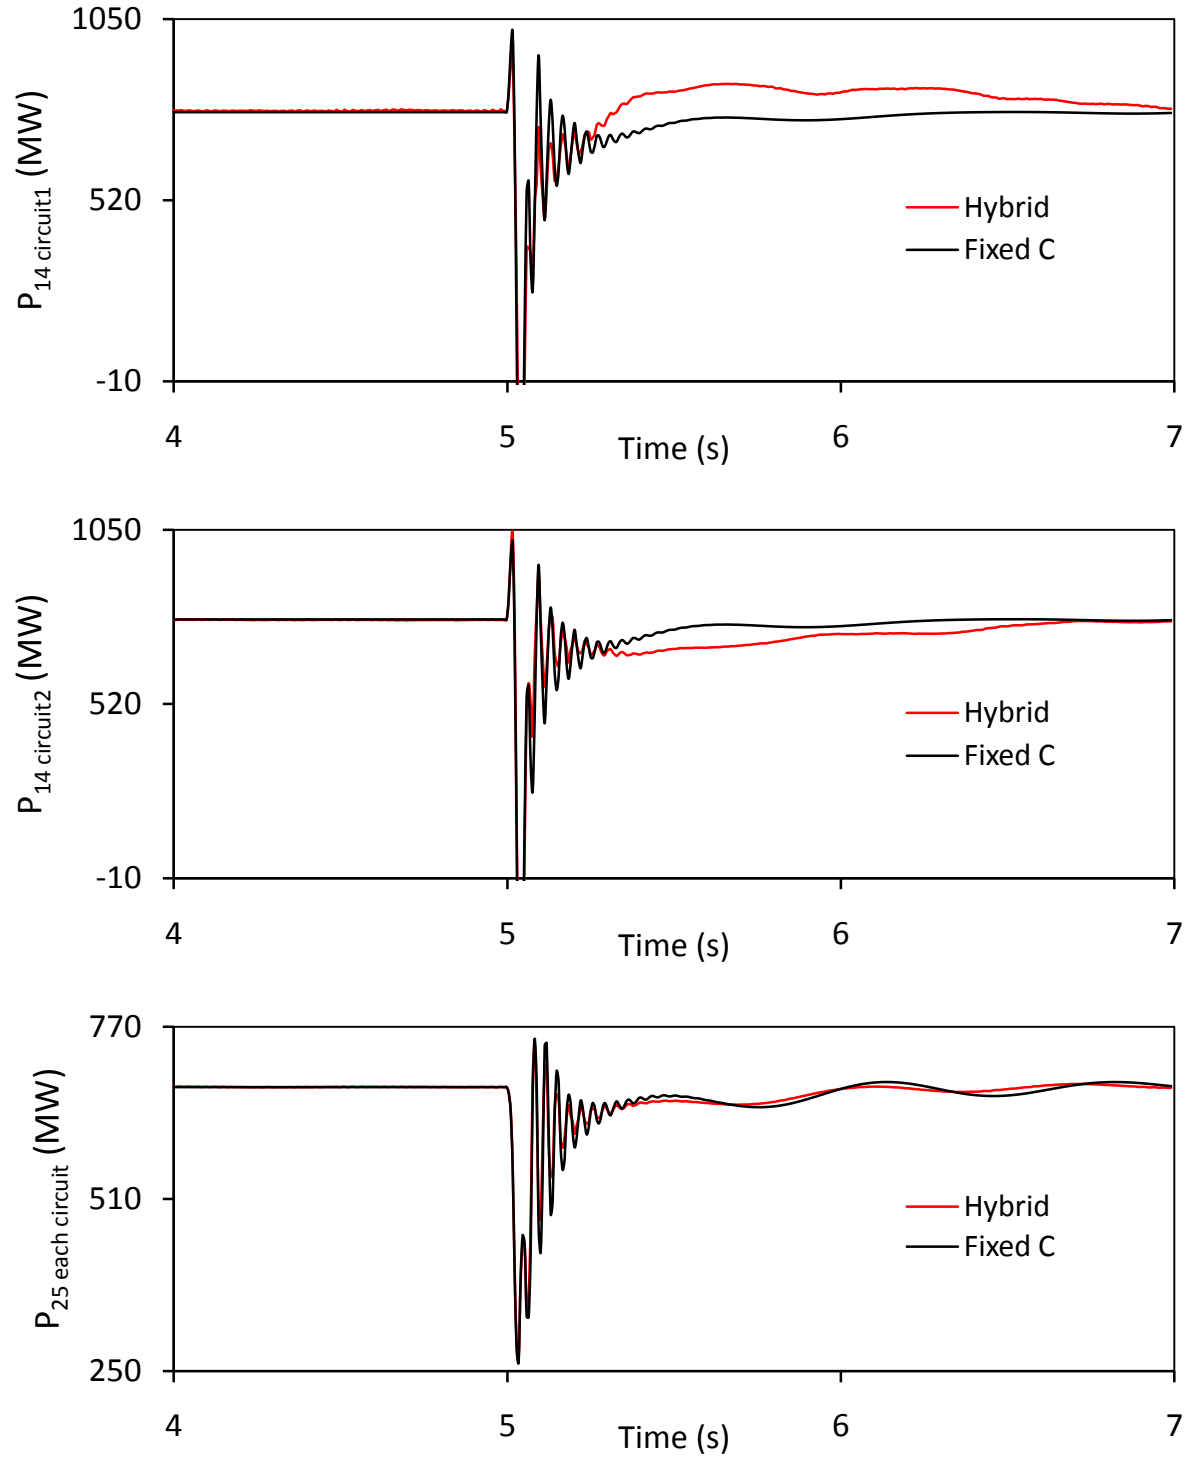 1050
520
-10
P14 circuit1 (MW)
Hybrid
Fixed C
4 5 6 7
Time (s)
1050
520
-10
P14 circuit2 (MW)
Hybrid
Fixed C
4 5 6 7
Time (s)
770
510
250
P25 each circuit (MW)
Hybrid
Fixed C
4 5 6 7
Time (s)